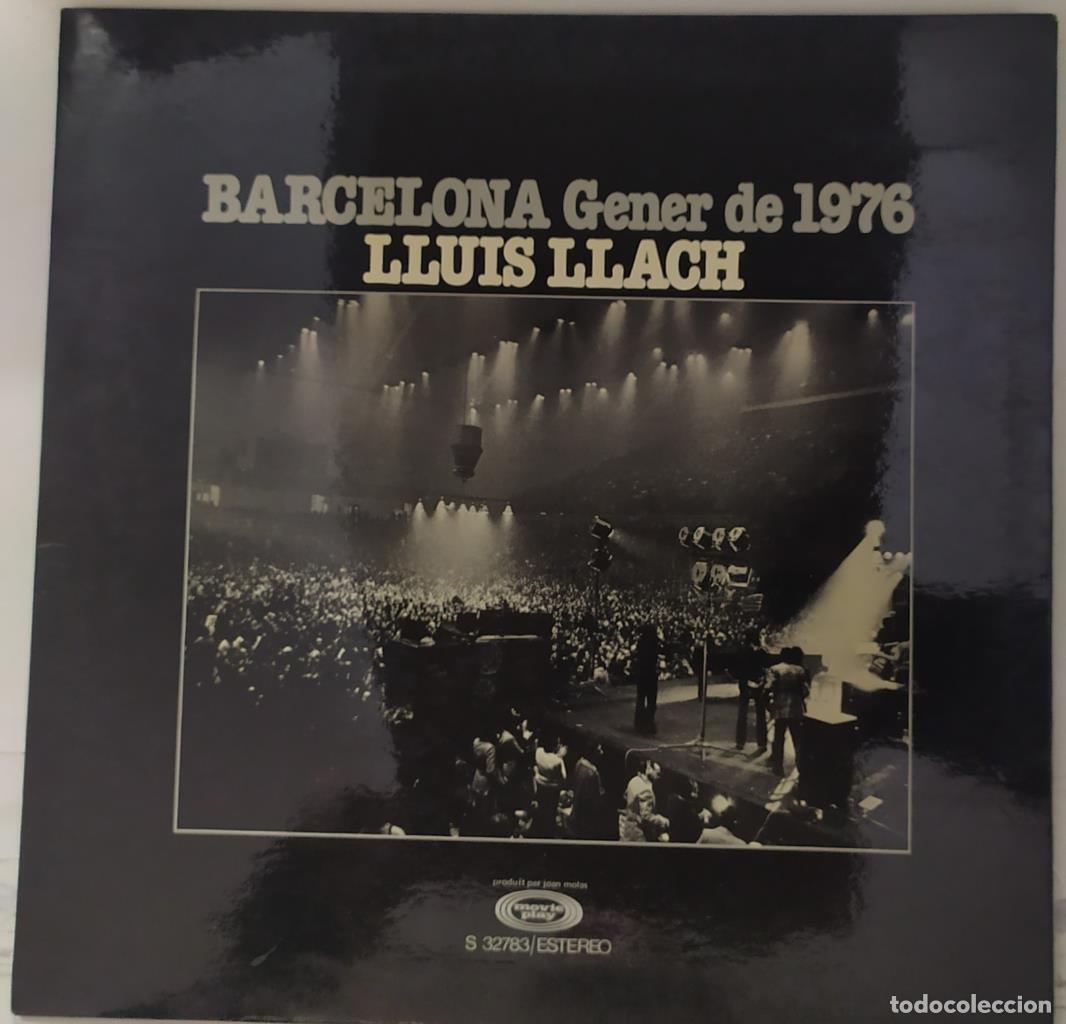 BARCELONA Gener de 1976
LLUIS LLACH
produït per joan molas
movie
play
S 32783/ESTEREO
todocoleccion